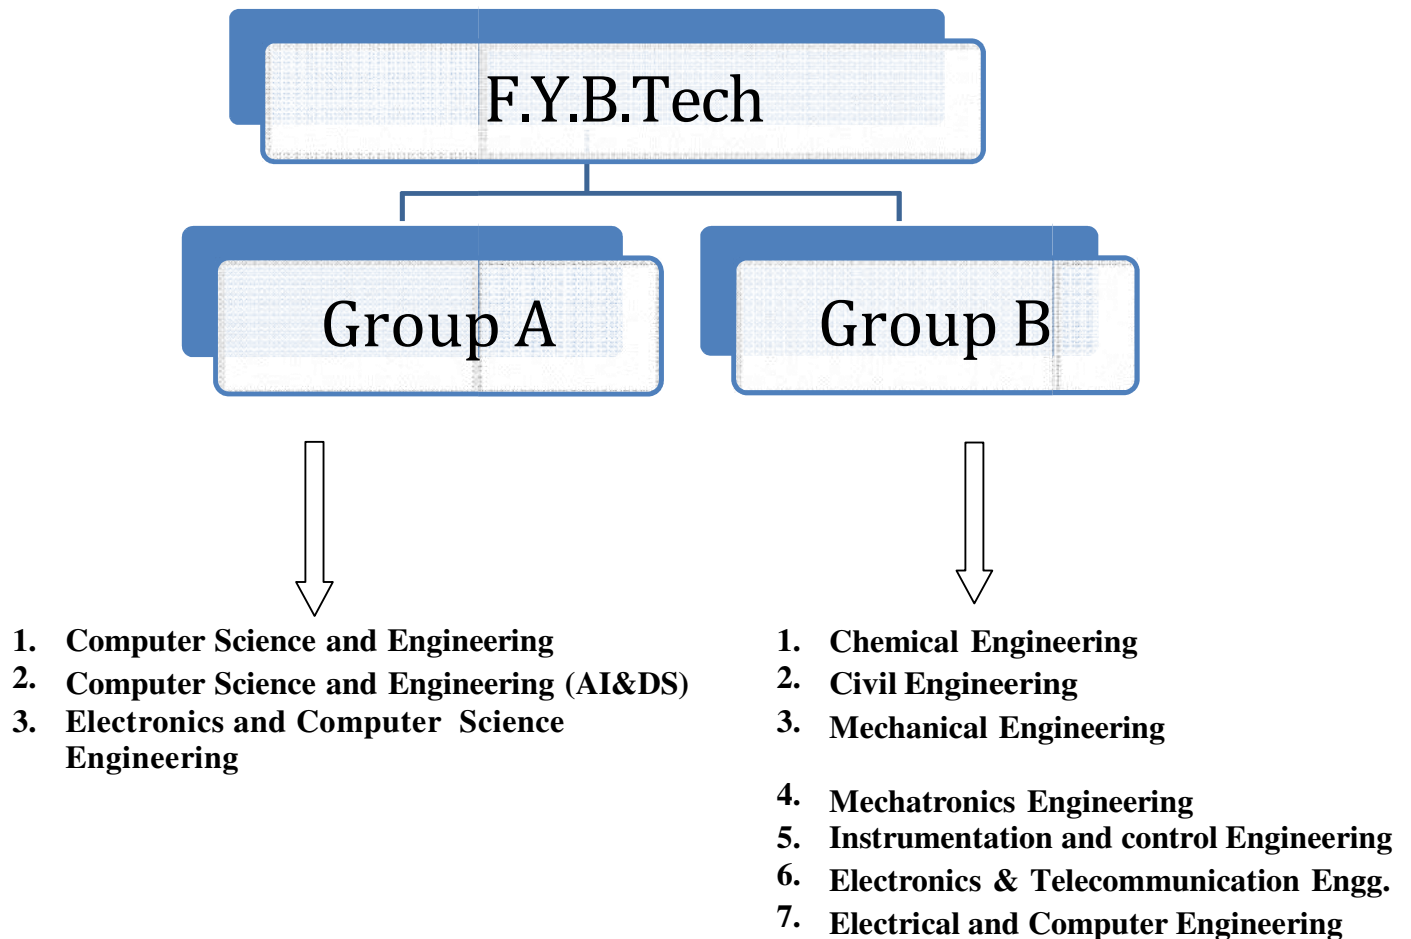 F.Y.B.Tech
Group A
Group B
1. Computer Science and Engineering
2. Computer Science and Engineering (AI&DS)
3. Electronics and Computer Science
Engineering
1. Chemical Engineering
2. Civil Engineering
3. Mechanical Engineering
4. Mechatronics Engineering
5. Instrumentation and control Engineering
6. Electronics & Telecommunication Engg.
7. Electrical and Computer Engineering